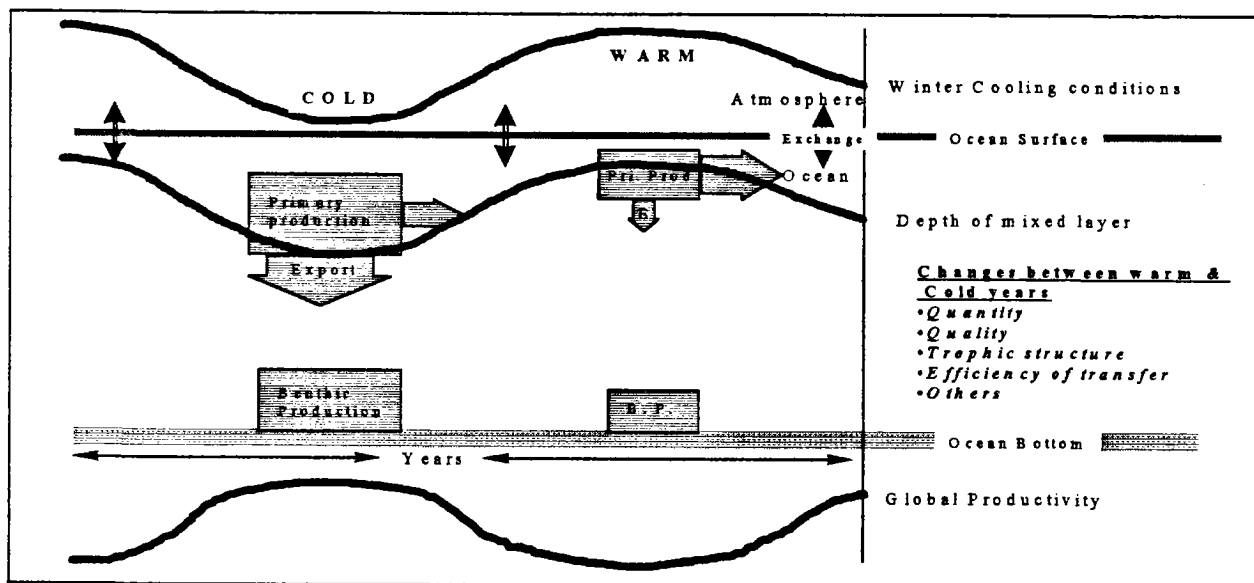 WARM
COLD
Winter Cooling conditions
Atmosphere
Exchange
Ocean Surface
Pri. Prod
Ocean
Primary
production
E
Depth of mixed layer
Export
Changes between warm &
Cold years
•Quantity
•Quality
•Trophic structure
•Efficiency of transfer
•Others
Benthic
Production
B. P.
Ocean Bottom
Years
Global Productivity